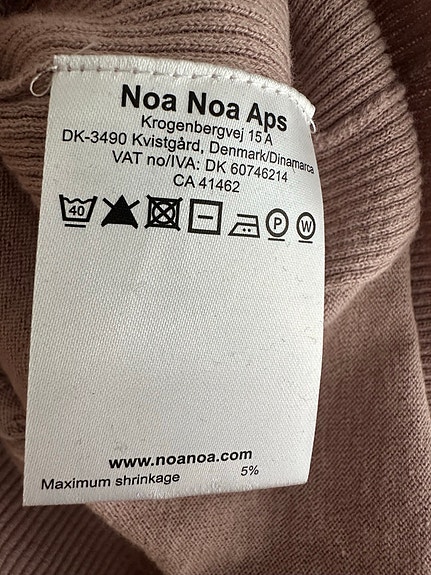 Noa Noa Aps
Krogenbergvej 15 A
DK-3490 Kvistgård, Denmark/Dinamarca
VAT no/IVA: DK 60746214
CA 41462
40 P W
www.noanoa.com
Maximum shrinkage 5%